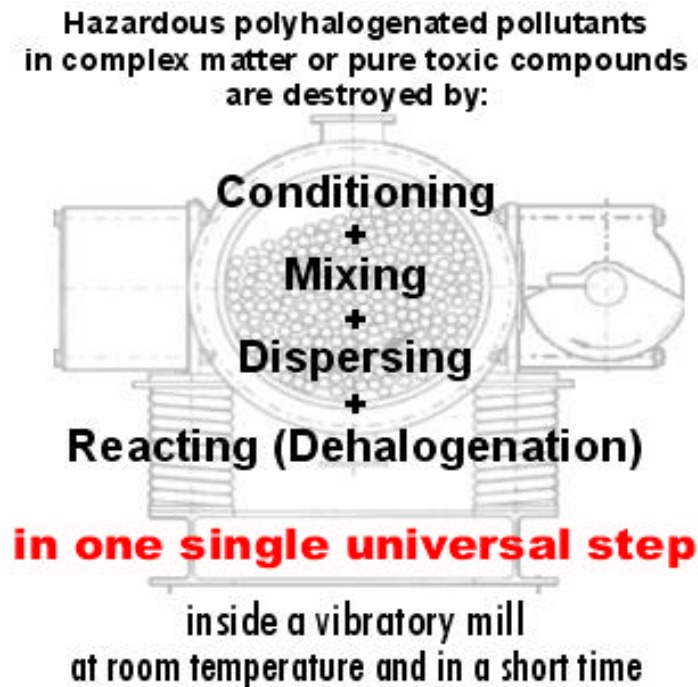 Hazardous polyhalogenated pollutants
in complex matter or pure toxic compounds
are destroyed by:
Conditioning
+
Mixing
+
Dispersing
+
Reacting (Dehalogenation)
in one single universal step
inside a vibratory mill
at room temperature and in a short time